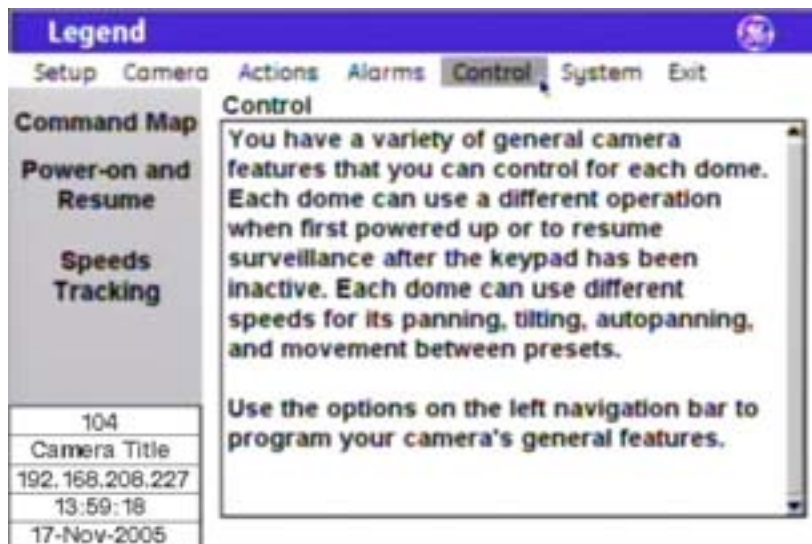 Legend
GE
Setup Camera Actions Alarms Control System Exit
Command Map
Power-on and
Resume
Speeds
Tracking
Control
You have a variety of general camera
features that you can control for each dome.
Each dome can use a different operation
when first powered up or to resume
surveillance after the keypad has been
inactive. Each dome can use different
speeds for its panning, tilting, autopanning,
and movement between presets.
Use the options on the left navigation bar to
program your camera's general features.
104
Camera Title
192.168.208.227
13:59:18
17-Nov-2005